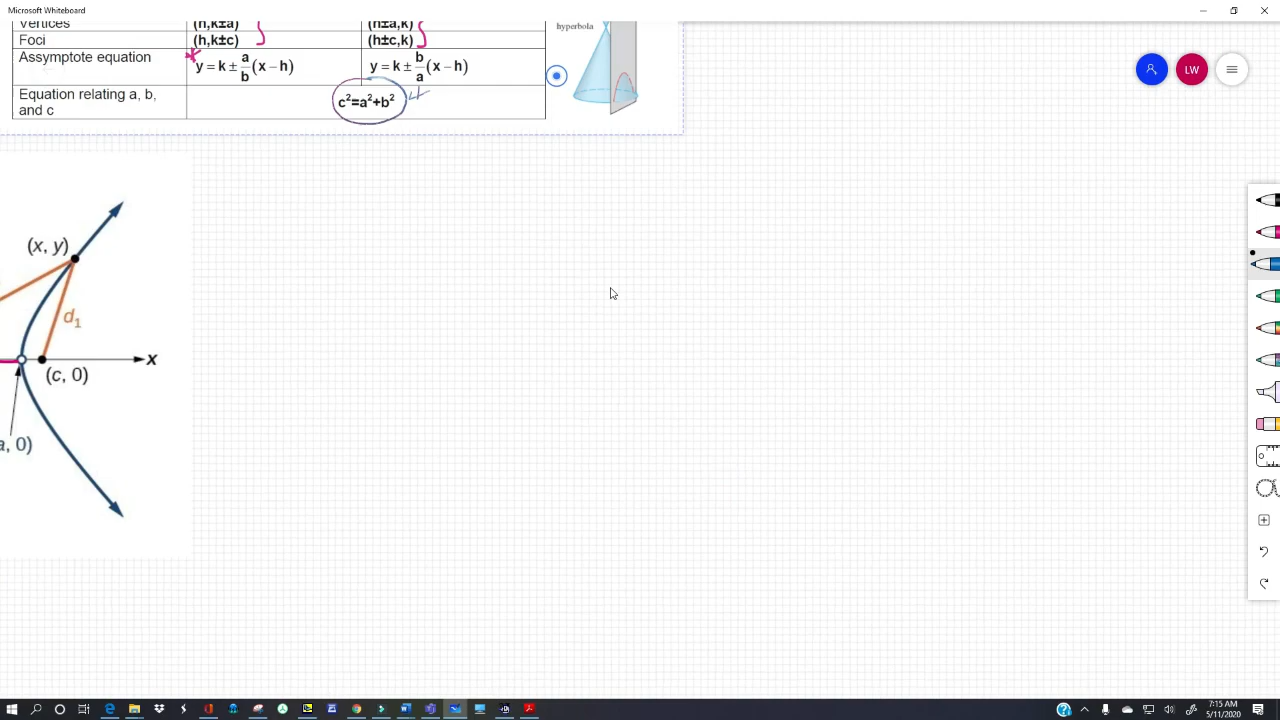 Microsoft Whiteboard
Vertices (h,k±a) (h±a,k)
Foci (h,k±c) (h±c,k)
Assymptote equation y = k ± a/b (x − h) y = k ± b/a (x − h)
Equation relating a, b,
and c
c²=a²+b²
hyperbola
LW
(x, y)
d₁
x
(c, 0)
a, 0)
7:15 AM
5/11/2020